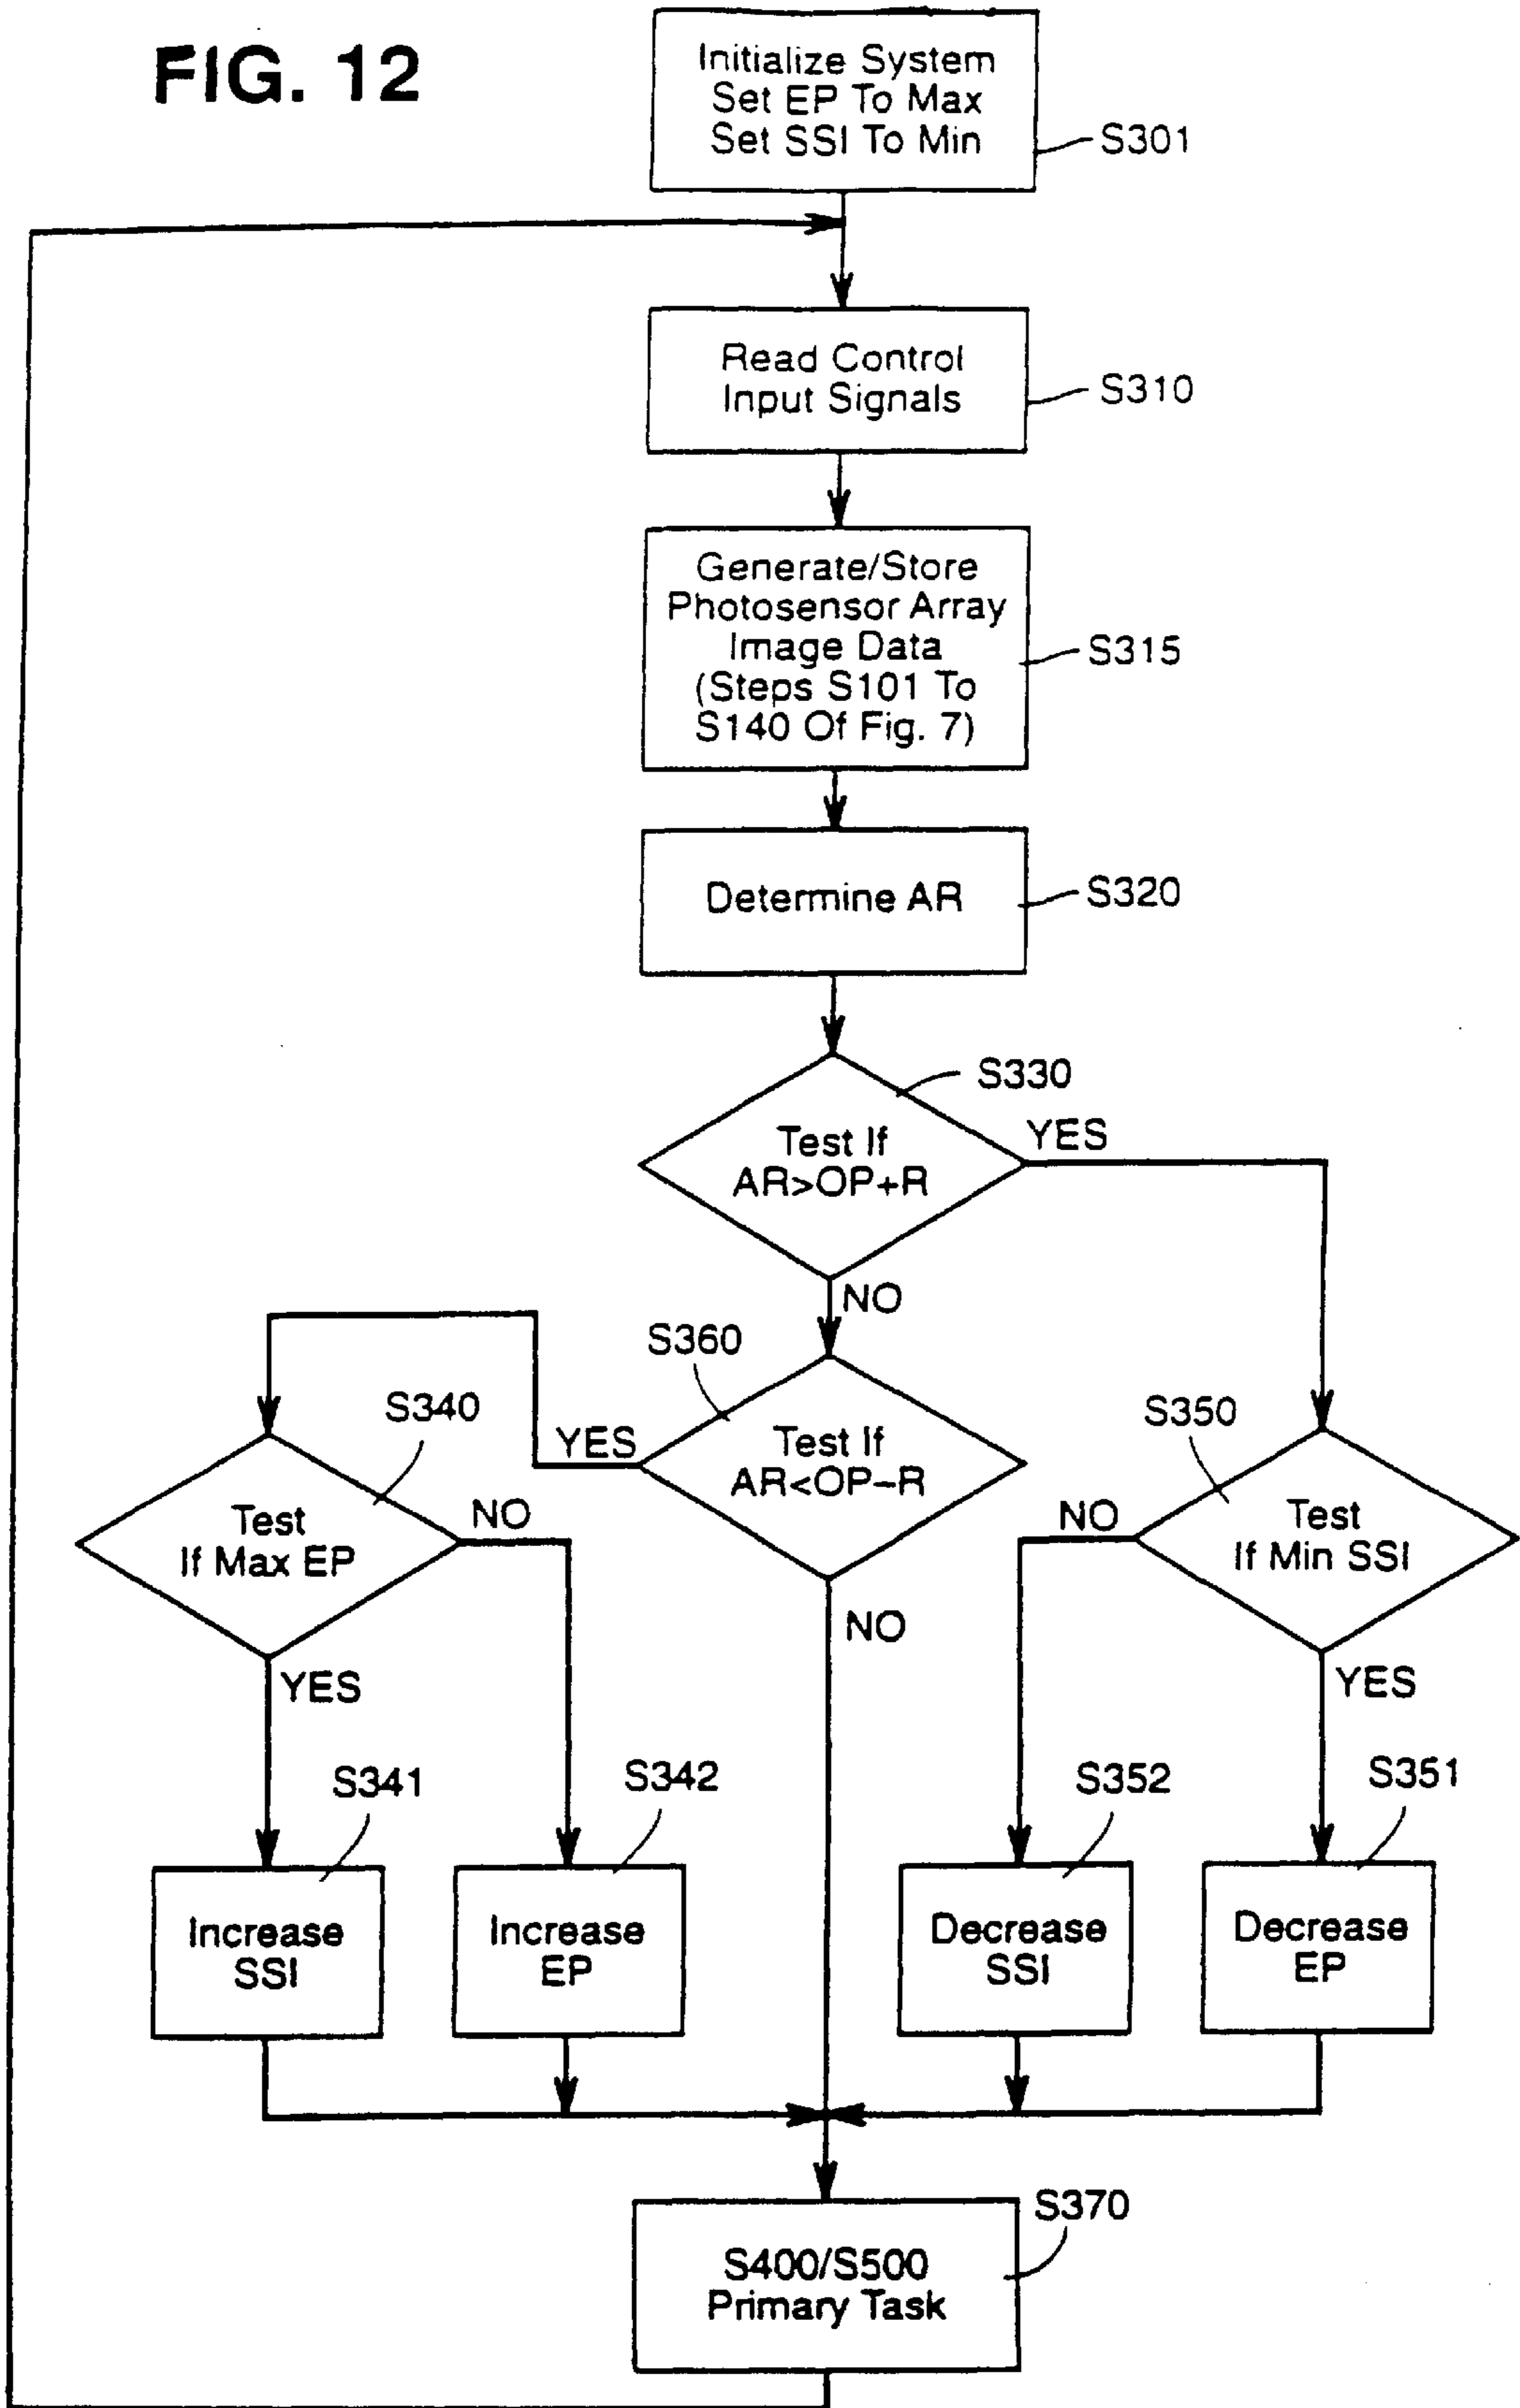 FIG. 12
Initialize System
Set EP To Max
Set SSI To Min
S301
Read Control
Input Signals
S310
Generate/Store
Photosensor Array
Image Data
(Steps S101 To
S140 Of Fig. 7)
S315
Determine AR
S320
S330
Test If
AR>OP+R
YES
NO
S360
Test If
AR<OP–R
YES
NO
S340
Test
If Max EP
NO
YES
S350
Test
If Min SSI
NO
YES
S341
Increase
SSI
S342
Increase
EP
S352
Decrease
SSI
S351
Decrease
EP
S370
S400/S500
Primary Task